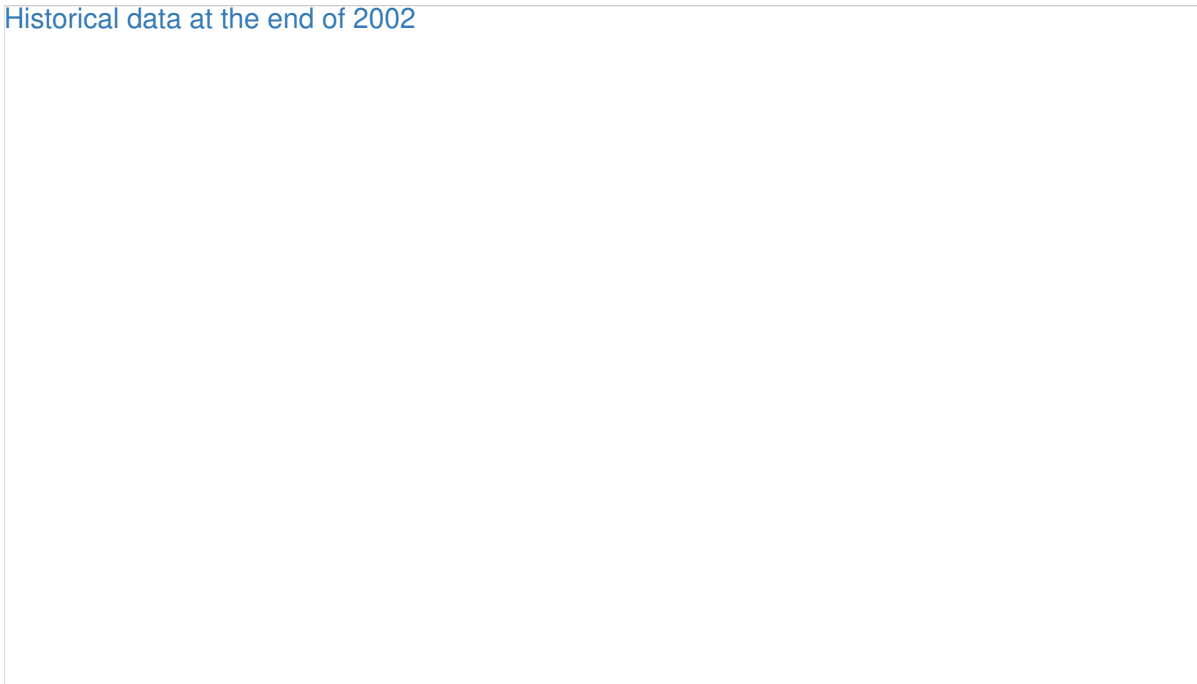 Historical data at the end of 2002